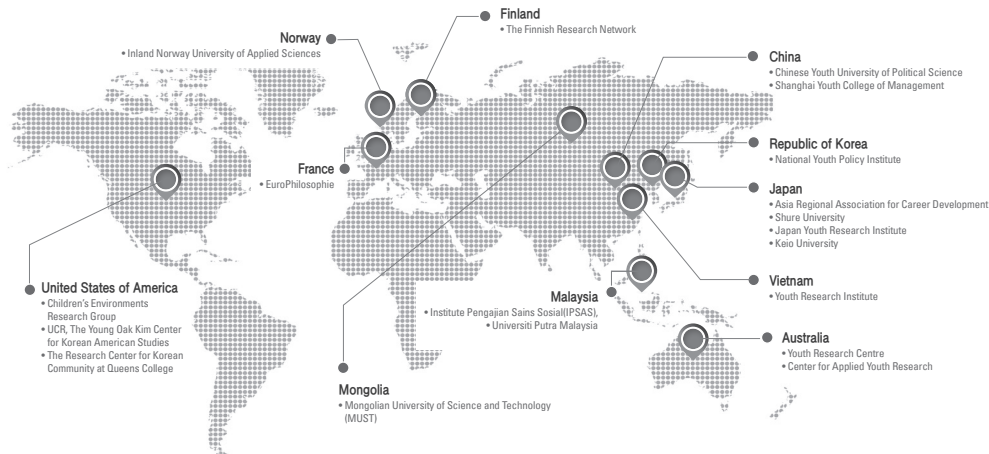 Finland
• The Finnish Research Network
Norway
• Inland Norway University of Applied Sciences
China
• Chinese Youth University of Political Science
• Shanghai Youth College of Management
Republic of Korea
• National Youth Policy Institute
France
• EuroPhilosophie
Japan
• Asia Regional Association for Career Development
• Shure University
• Japan Youth Research Institute
• Keio University
United States of America
• Children's Environments
Research Group
• UCR, The Young Oak Kim Center
for Korean American Studies
• The Research Center for Korean
Community at Queens College
Vietnam
• Youth Research Institute
Malaysia
• Institute Pengajian Sains Sosial(IPSAS),
• Universiti Putra Malaysia
Australia
• Youth Research Centre
• Center for Applied Youth Research
Mongolia
• Mongolian University of Science and Technology
(MUST)